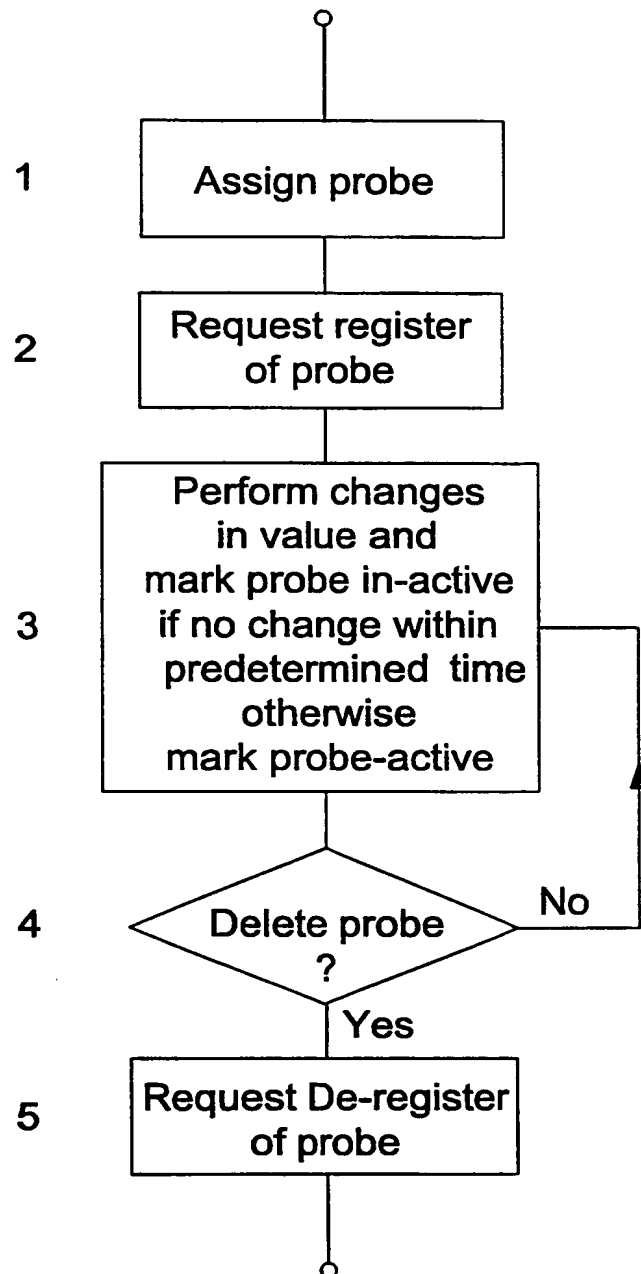 1
Assign probe
2
Request register
of probe
3
Perform changes
in value and
mark probe in-active
if no change within
predetermined time
otherwise
mark probe-active
4
Delete probe
?
No
Yes
5
Request De-register
of probe